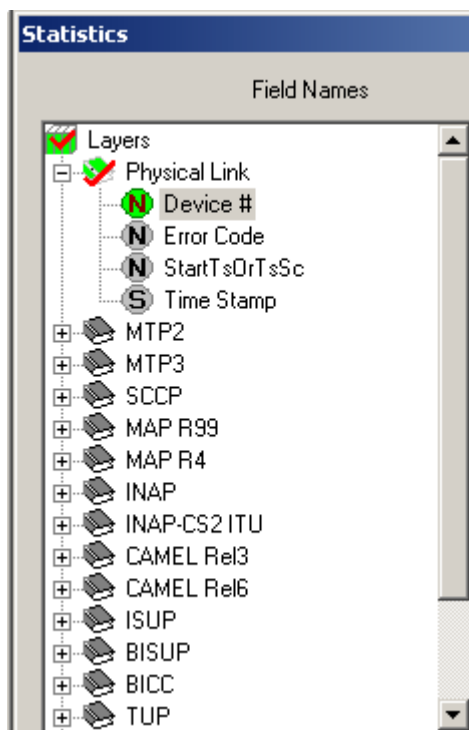 Statistics
Field Names
Layers
Physical Link
N Device #
N Error Code
N StartTsOrTsSc
S Time Stamp
MTP2
MTP3
SCCP
MAP R99
MAP R4
INAP
INAP-CS2 ITU
CAMEL Rel3
CAMEL Rel6
ISUP
BISUP
BICC
TUP